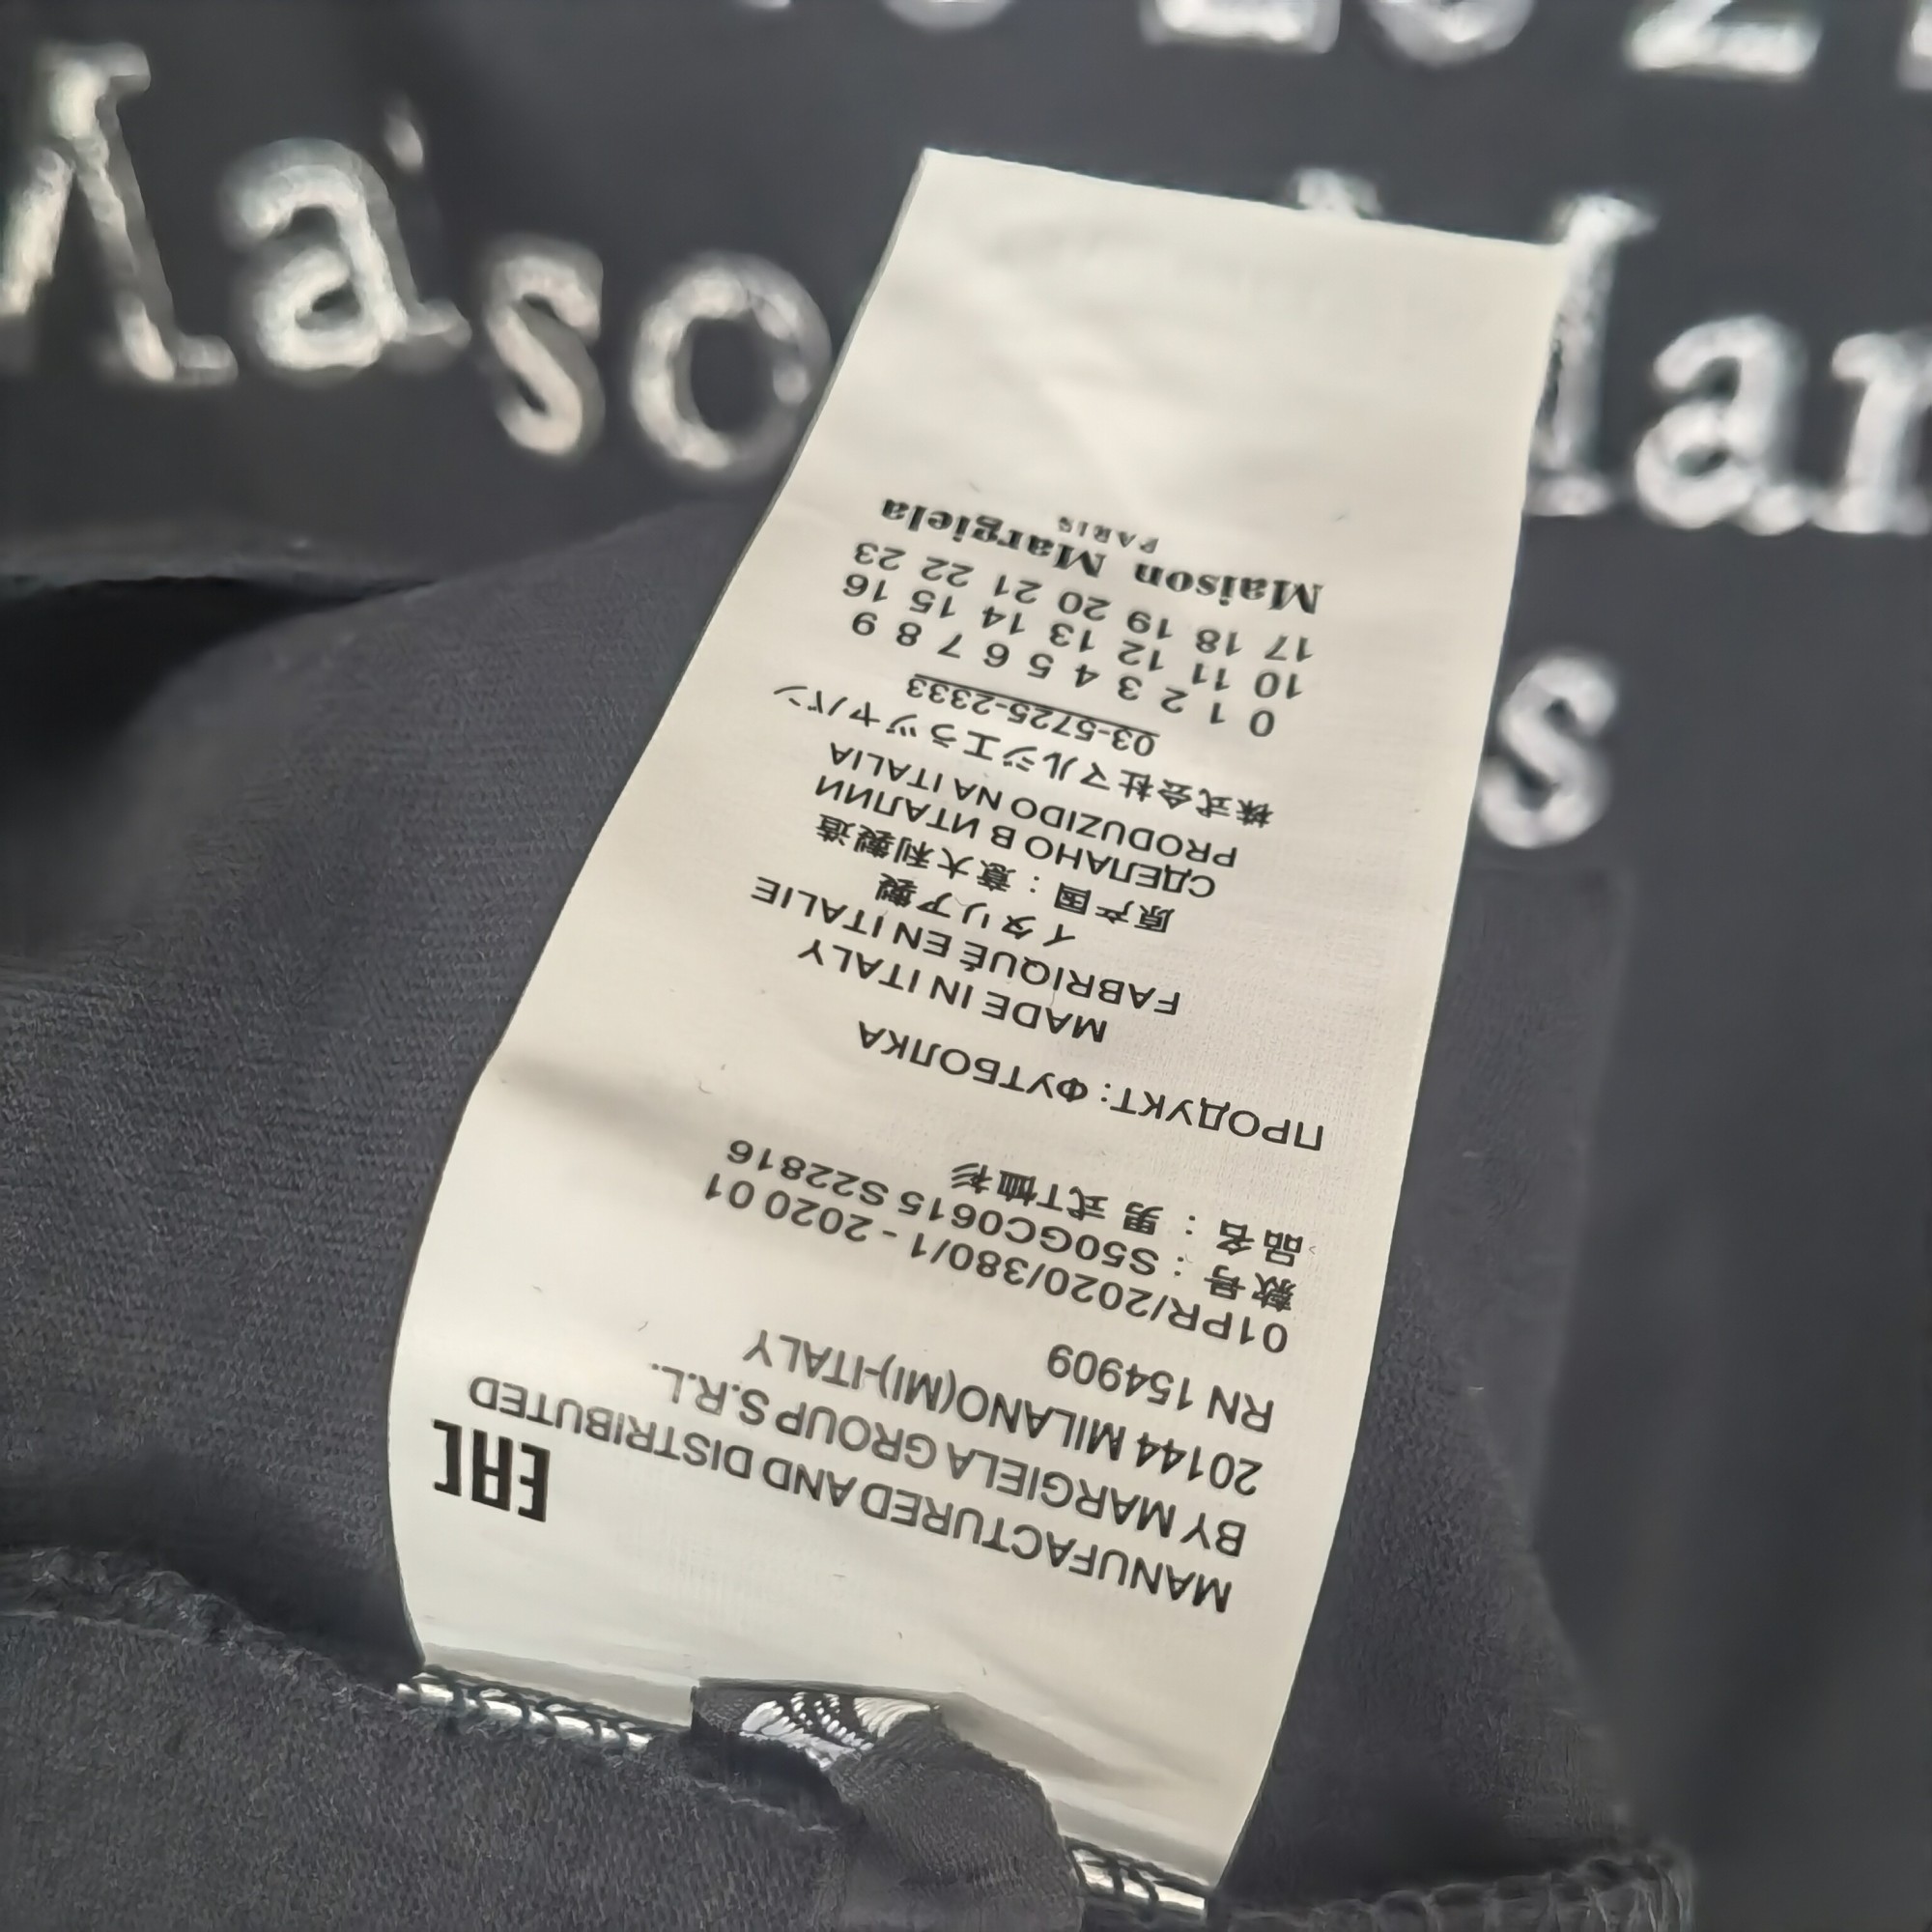 MANUFACTURED AND DISTRIBUTED
BY MARGIELA GROUP S.R.L.
20144 MILANO(MI)-ITALY
RN 154909
EAC
01PR/2020/380/1 - 2020 01
款号：S50GC0615 S22816
品名：男式T恤衫
ПРОДУКТ: ФУТБОЛКА
MADE IN ITALY
FABRIQUÉ EN ITALIE
イタリア製
原产国：意大利製造
СДЕЛАНО В ИТАЛИИ
PRODUZIDO NA ITALIA
株式会社マルジエラヅヤバン
03-5725-2333
0 1 2 3 4 5 6 7 8 9
10 11 12 13 14 15 16
17 18 19 20 21 22 23
Maison Margiela
PARIS